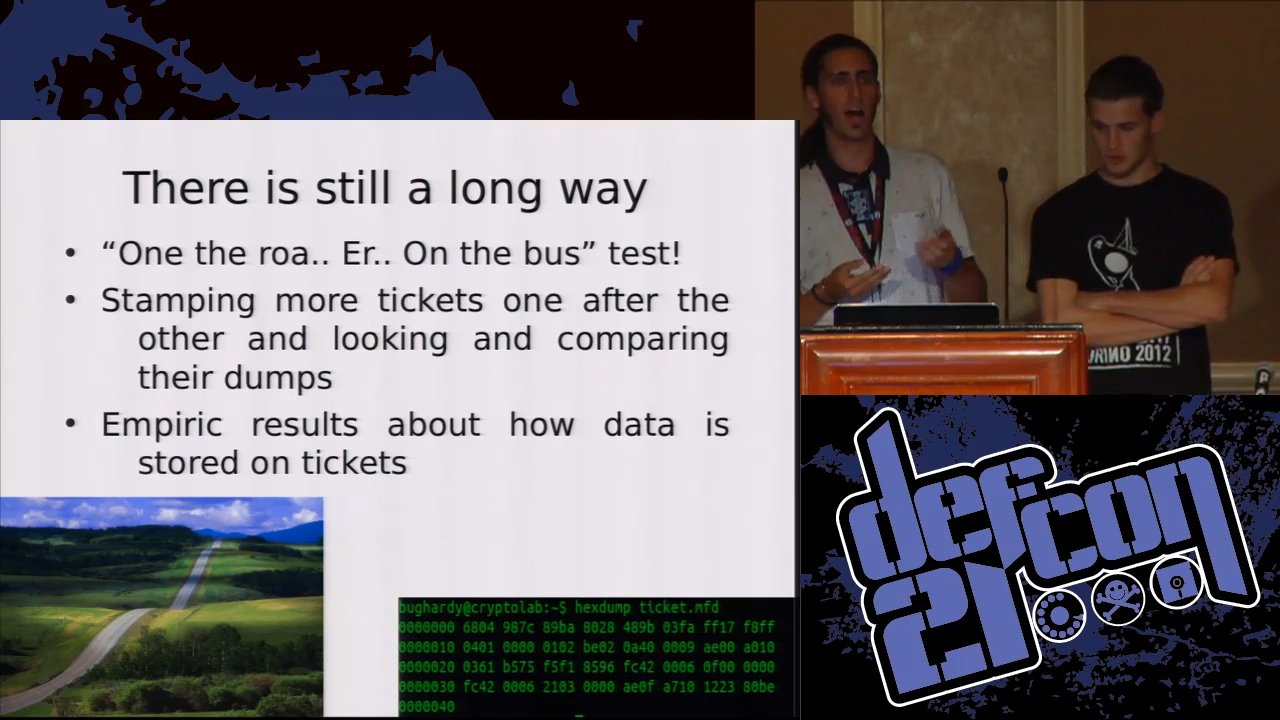 There is still a long way
• “One the roa.. Er.. On the bus” test!
• Stamping more tickets one after the
other and looking and comparing
their dumps
• Empiric results about how data is
stored on tickets
bughardy@cryptolab:~$ hexdump ticket.mfd
0000000 6804 987c 89ba 8028 489b 03fa ff17 f8ff
0000010 0401 0000 0102 be02 0a40 0009 ae00 a010
0000020 0361 b575 f5f1 8596 fc42 0006 0f00 0000
0000030 fc42 0006 2103 0000 ae0f a710 1223 80be
0000040
2012
defcon
21